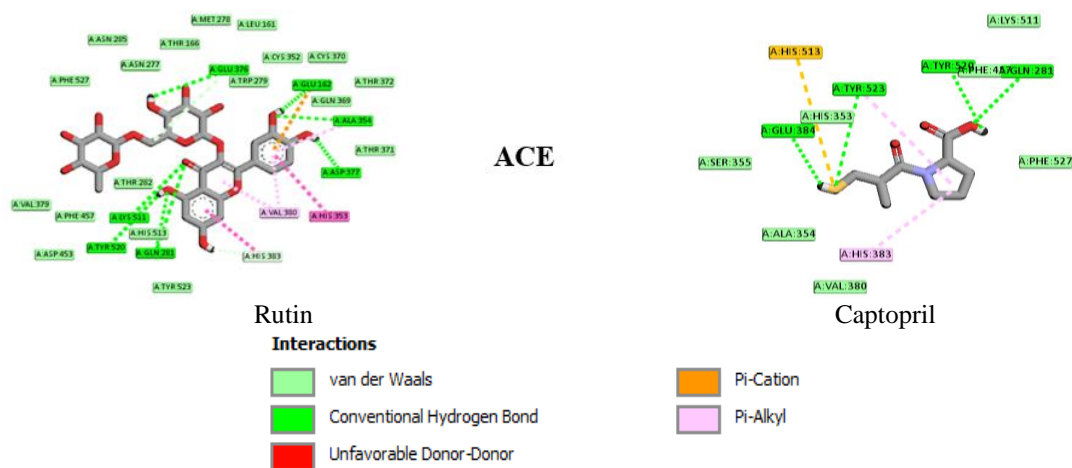 A:MET 278
A:LEU 161
A:ASN 285
A:THR 166
A:CYS 352
A:CYS 370
A:ASN 277
A:GLU 376
A:PHE 527
A:TRP 279
A:GLU 162
A:THR 372
A:GLN 369
A:ALA 354
A:THR 371
A:THR 282
A:ASP 377
A:VAL 379
A:PHE 457
A:LYS 511
A:VAL 380
A:HIS 353
A:HIS 513
A:ASP 453
A:TYR 520
A:GLN 281
A:HIS 383
A:TYR 523
Rutin
ACE
A:LYS:511
A:HIS:513
A:TYR:520
A:PHE:457
A:GLN:281
A:TYR:523
A:HIS:353
A:GLU:384
A:SER:355
A:PHE:527
A:ALA:354
A:HIS:383
A:VAL:380
Captopril
Interactions
van der Waals
Conventional Hydrogen Bond
Unfavorable Donor-Donor
Pi-Cation
Pi-Alkyl